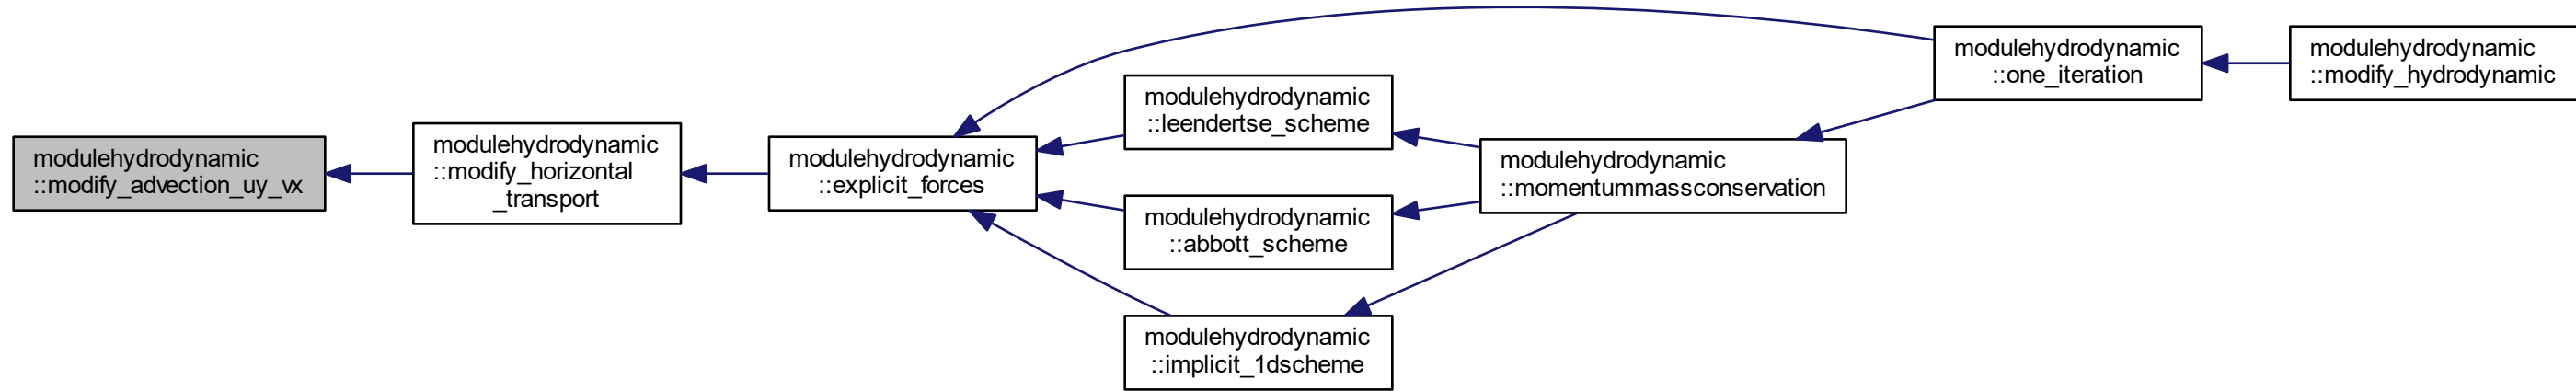 modulehydrodynamic
::modify_advection_uy_vx
modulehydrodynamic
::modify_horizontal
_transport
modulehydrodynamic
::explicit_forces
modulehydrodynamic
::leendertse_scheme
modulehydrodynamic
::abbott_scheme
modulehydrodynamic
::implicit_1dscheme
modulehydrodynamic
::momentummassconservation
modulehydrodynamic
::one_iteration
modulehydrodynamic
::modify_hydrodynamic